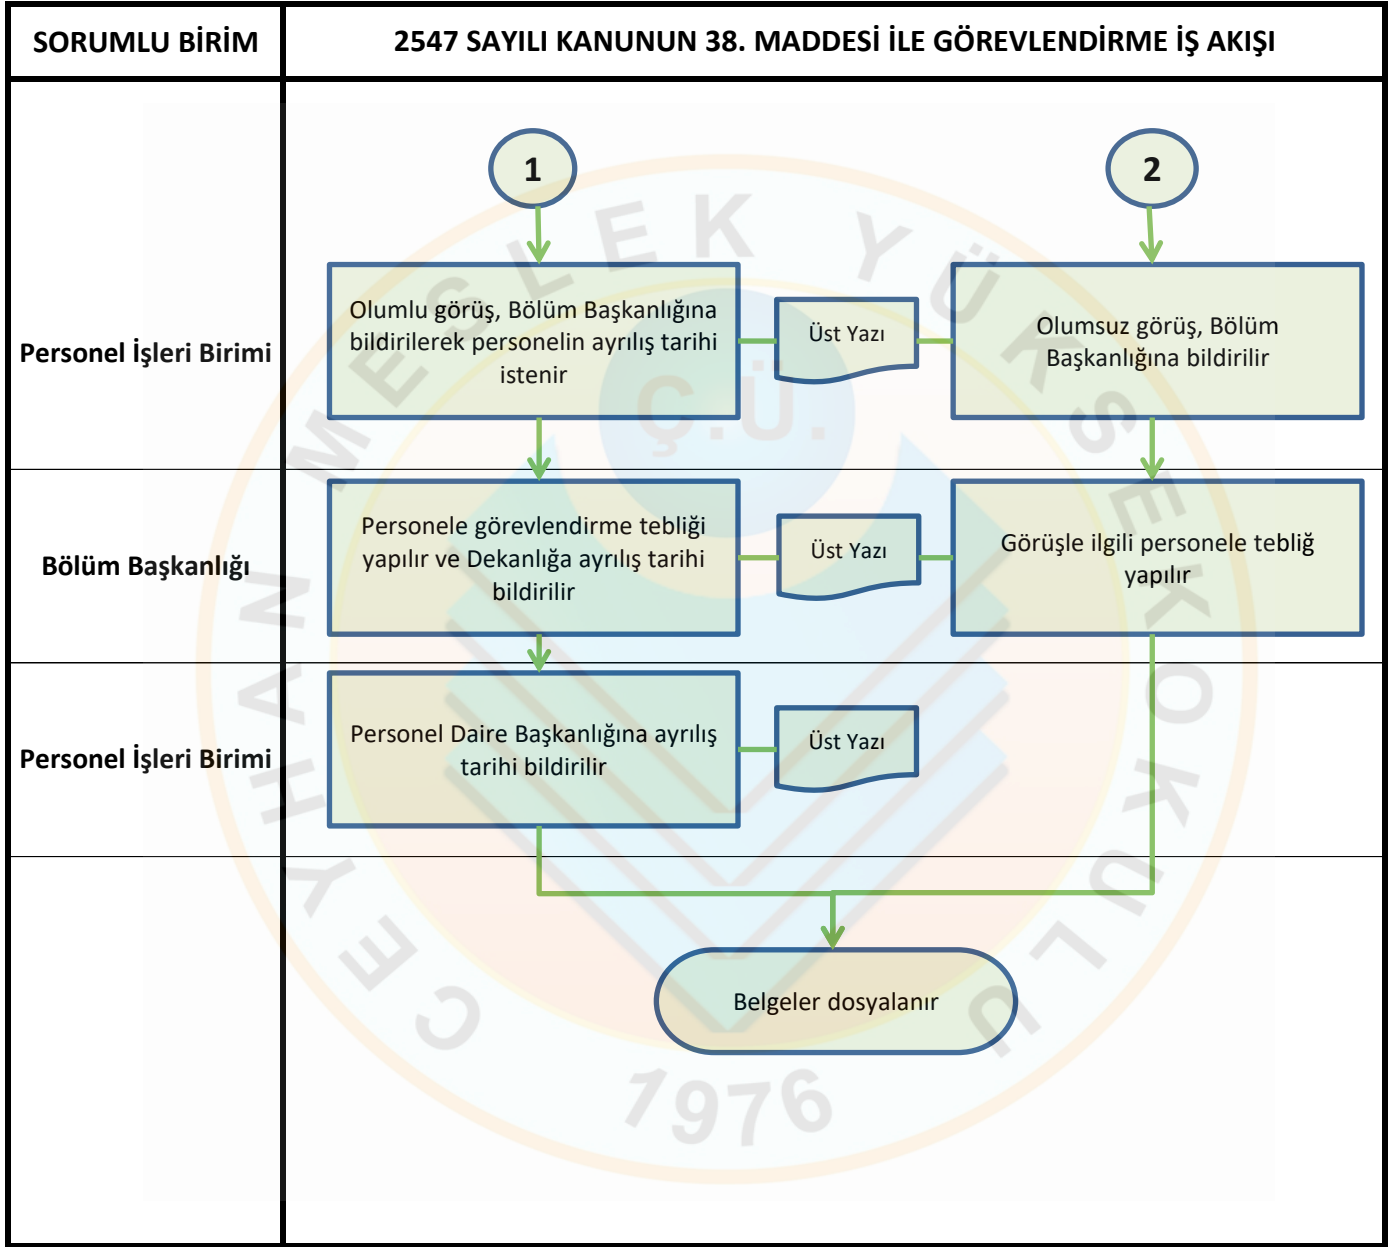 SORUMLU BİRİM
2547 SAYILI KANUNUN 38. MADDESİ İLE GÖREVLENDİRME İŞ AKIŞI
1
2
Personel İşleri Birimi
Olumlu görüş, Bölüm Başkanlığına
bildirilerek personelin ayrılış tarihi
istenir
Üst Yazı
Olumsuz görüş, Bölüm
Başkanlığına bildirilir
Bölüm Başkanlığı
Personele görevlendirme tebliği
yapılır ve Dekanlığa ayrılış tarihi
bildirilir
Üst Yazı
Görüşle ilgili personele tebliğ
yapılır
Personel İşleri Birimi
Personel Daire Başkanlığına ayrılış
tarihi bildirilir
Üst Yazı
Belgeler dosyalanır
CEYHAN MESLEK YÜKSEKOKULU
Ç.Ü.
1976